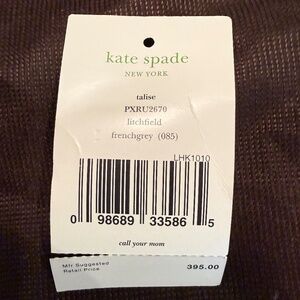 kate spade
NEW YORK
talise
PXRU2670
litchfield
frenchgrey (085)
LHK1010
0 98689 33586 5
call your mom
Mfr Suggested
Retail Price
395.00